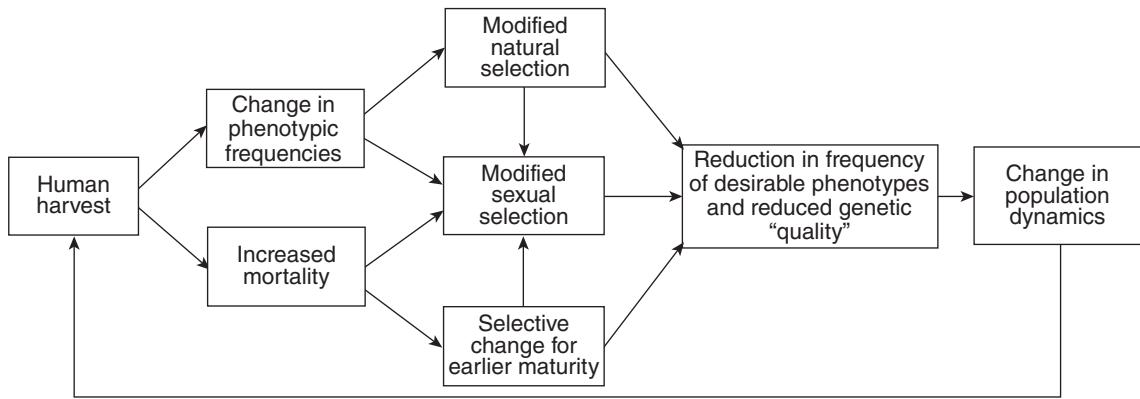 Human
harvest
Change in
phenotypic
frequencies
Increased
mortality
Modified
natural
selection
Modified
sexual
selection
Selective
change for
earlier maturity
Reduction in frequency
of desirable phenotypes
and reduced genetic
“quality”
Change in
population
dynamics